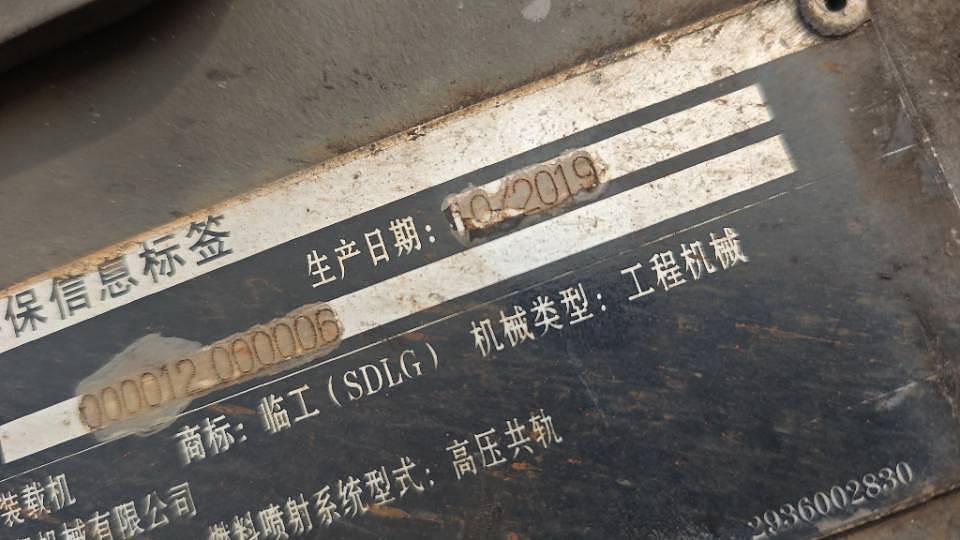 保信息标签
生产日期: 10/2019
00012 000006
商标: 临工 (SDLG) 机械类型: 工程机械
装载机
机械有限公司 燃料喷射系统型式: 高压共轨
2936002830